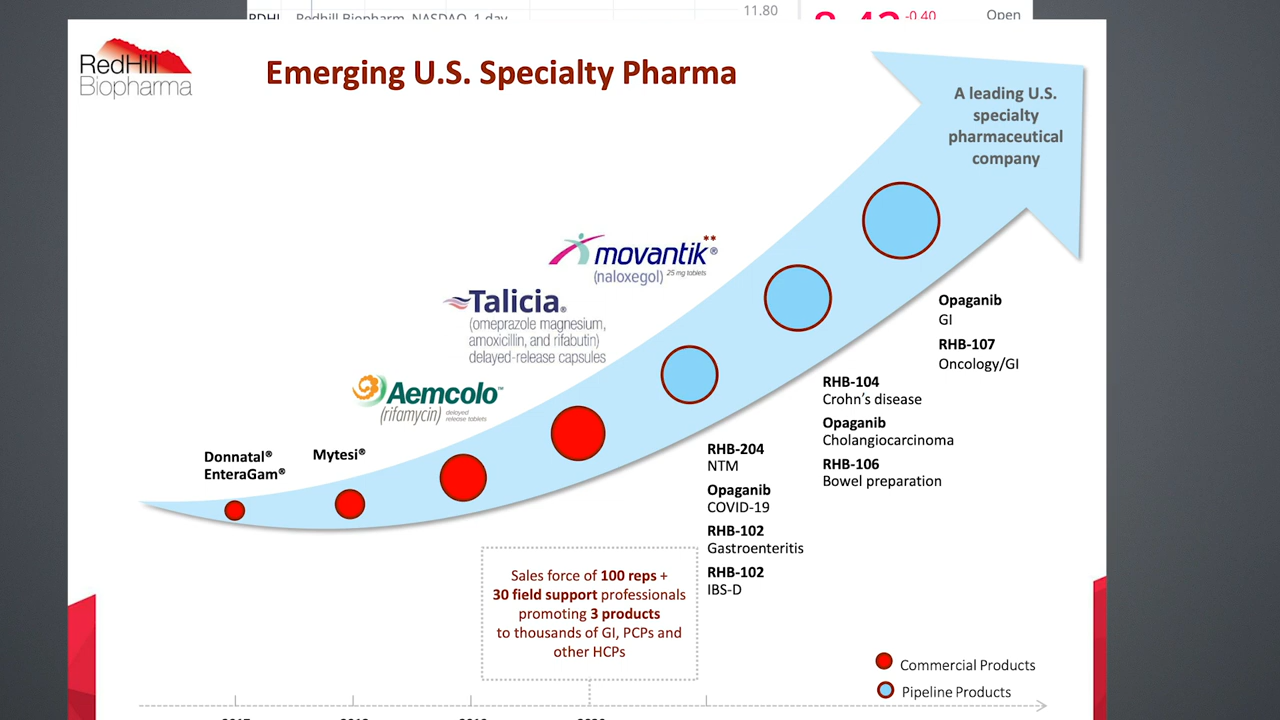 RDHL Redhill Biopharm, NASDAQ, 1 day
11.80
-0.40
Open
RedHill
Biopharma
Emerging U.S. Specialty Pharma
A leading U.S.
specialty
pharmaceutical
company
movantik®**
(naloxegol) 25 mg tablets
Talicia®
(omeprazole magnesium,
amoxicillin, and rifabutin)
delayed-release capsules
Aemcolo™
(rifamycin) delayed
release tablets
Donnatal®
EnteraGam®
Mytesi®
Opaganib
GI
RHB-107
Oncology/GI
RHB-104
Crohn's disease
Opaganib
Cholangiocarcinoma
RHB-106
Bowel preparation
RHB-204
NTM
Opaganib
COVID-19
RHB-102
Gastroenteritis
RHB-102
IBS-D
Sales force of 100 reps +
30 field support professionals
promoting 3 products
to thousands of GI, PCPs and
other HCPs
Commercial Products
Pipeline Products